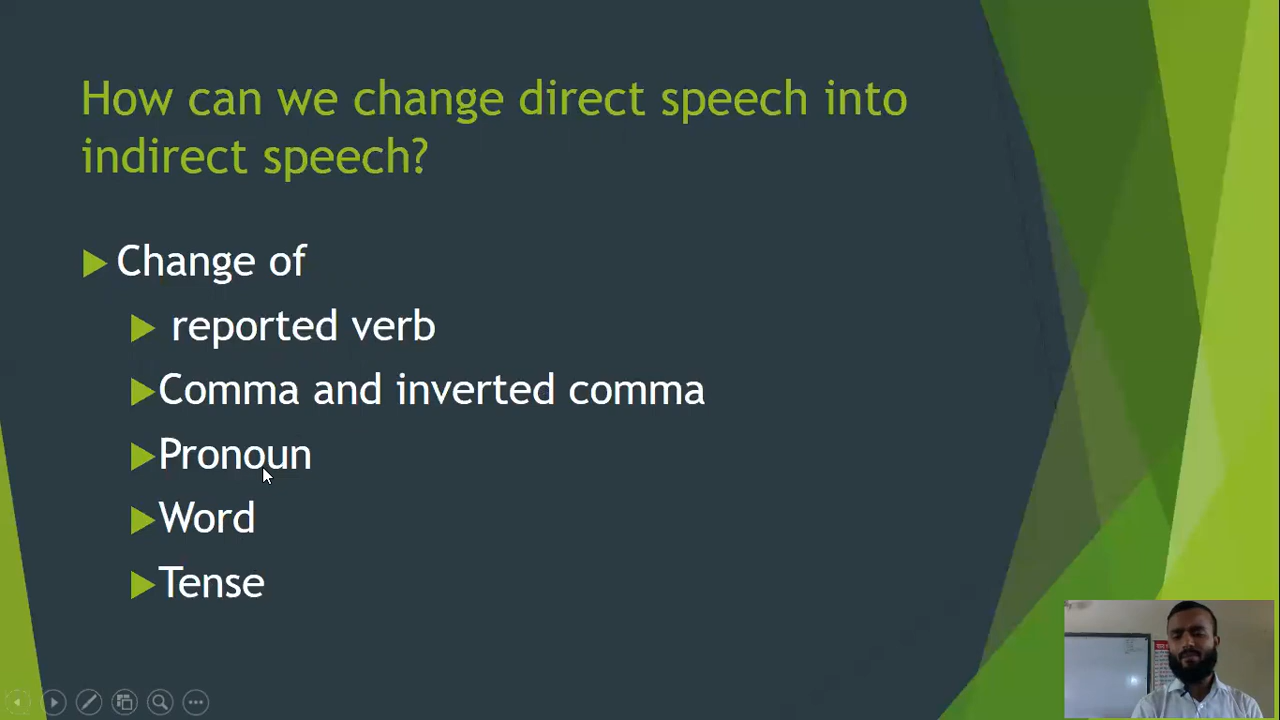 How can we change direct speech into
indirect speech?
Change of
reported verb
Comma and inverted comma
Pronoun
Word
Tense